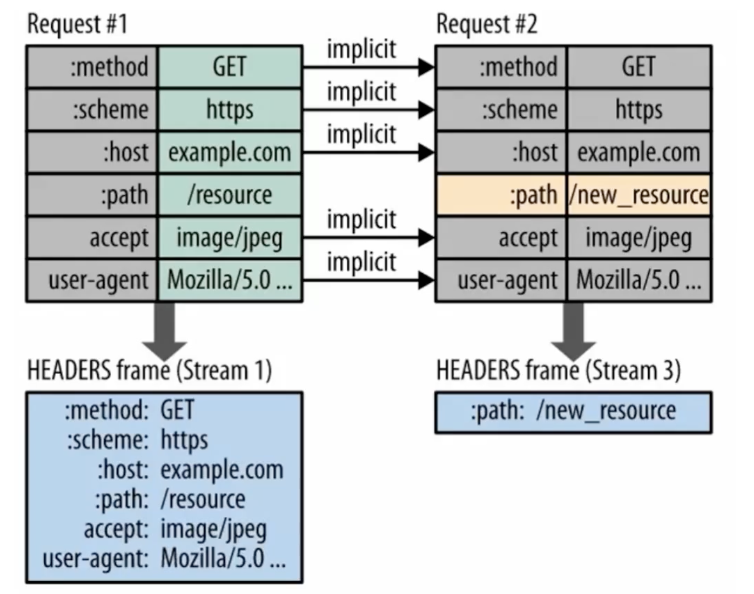 Request #1
:method GET
:scheme https
:host example.com
:path /resource
accept image/jpeg
user-agent Mozilla/5.0 ...
implicit
implicit
implicit
implicit
implicit
Request #2
:method GET
:scheme https
:host example.com
:path /new_resource
accept image/jpeg
user-agent Mozilla/5.0 ...
HEADERS frame (Stream 1)
:method: GET
:scheme: https
:host: example.com
:path: /resource
accept: image/jpeg
user-agent: Mozilla/5.0 ...
HEADERS frame (Stream 3)
:path: /new_resource